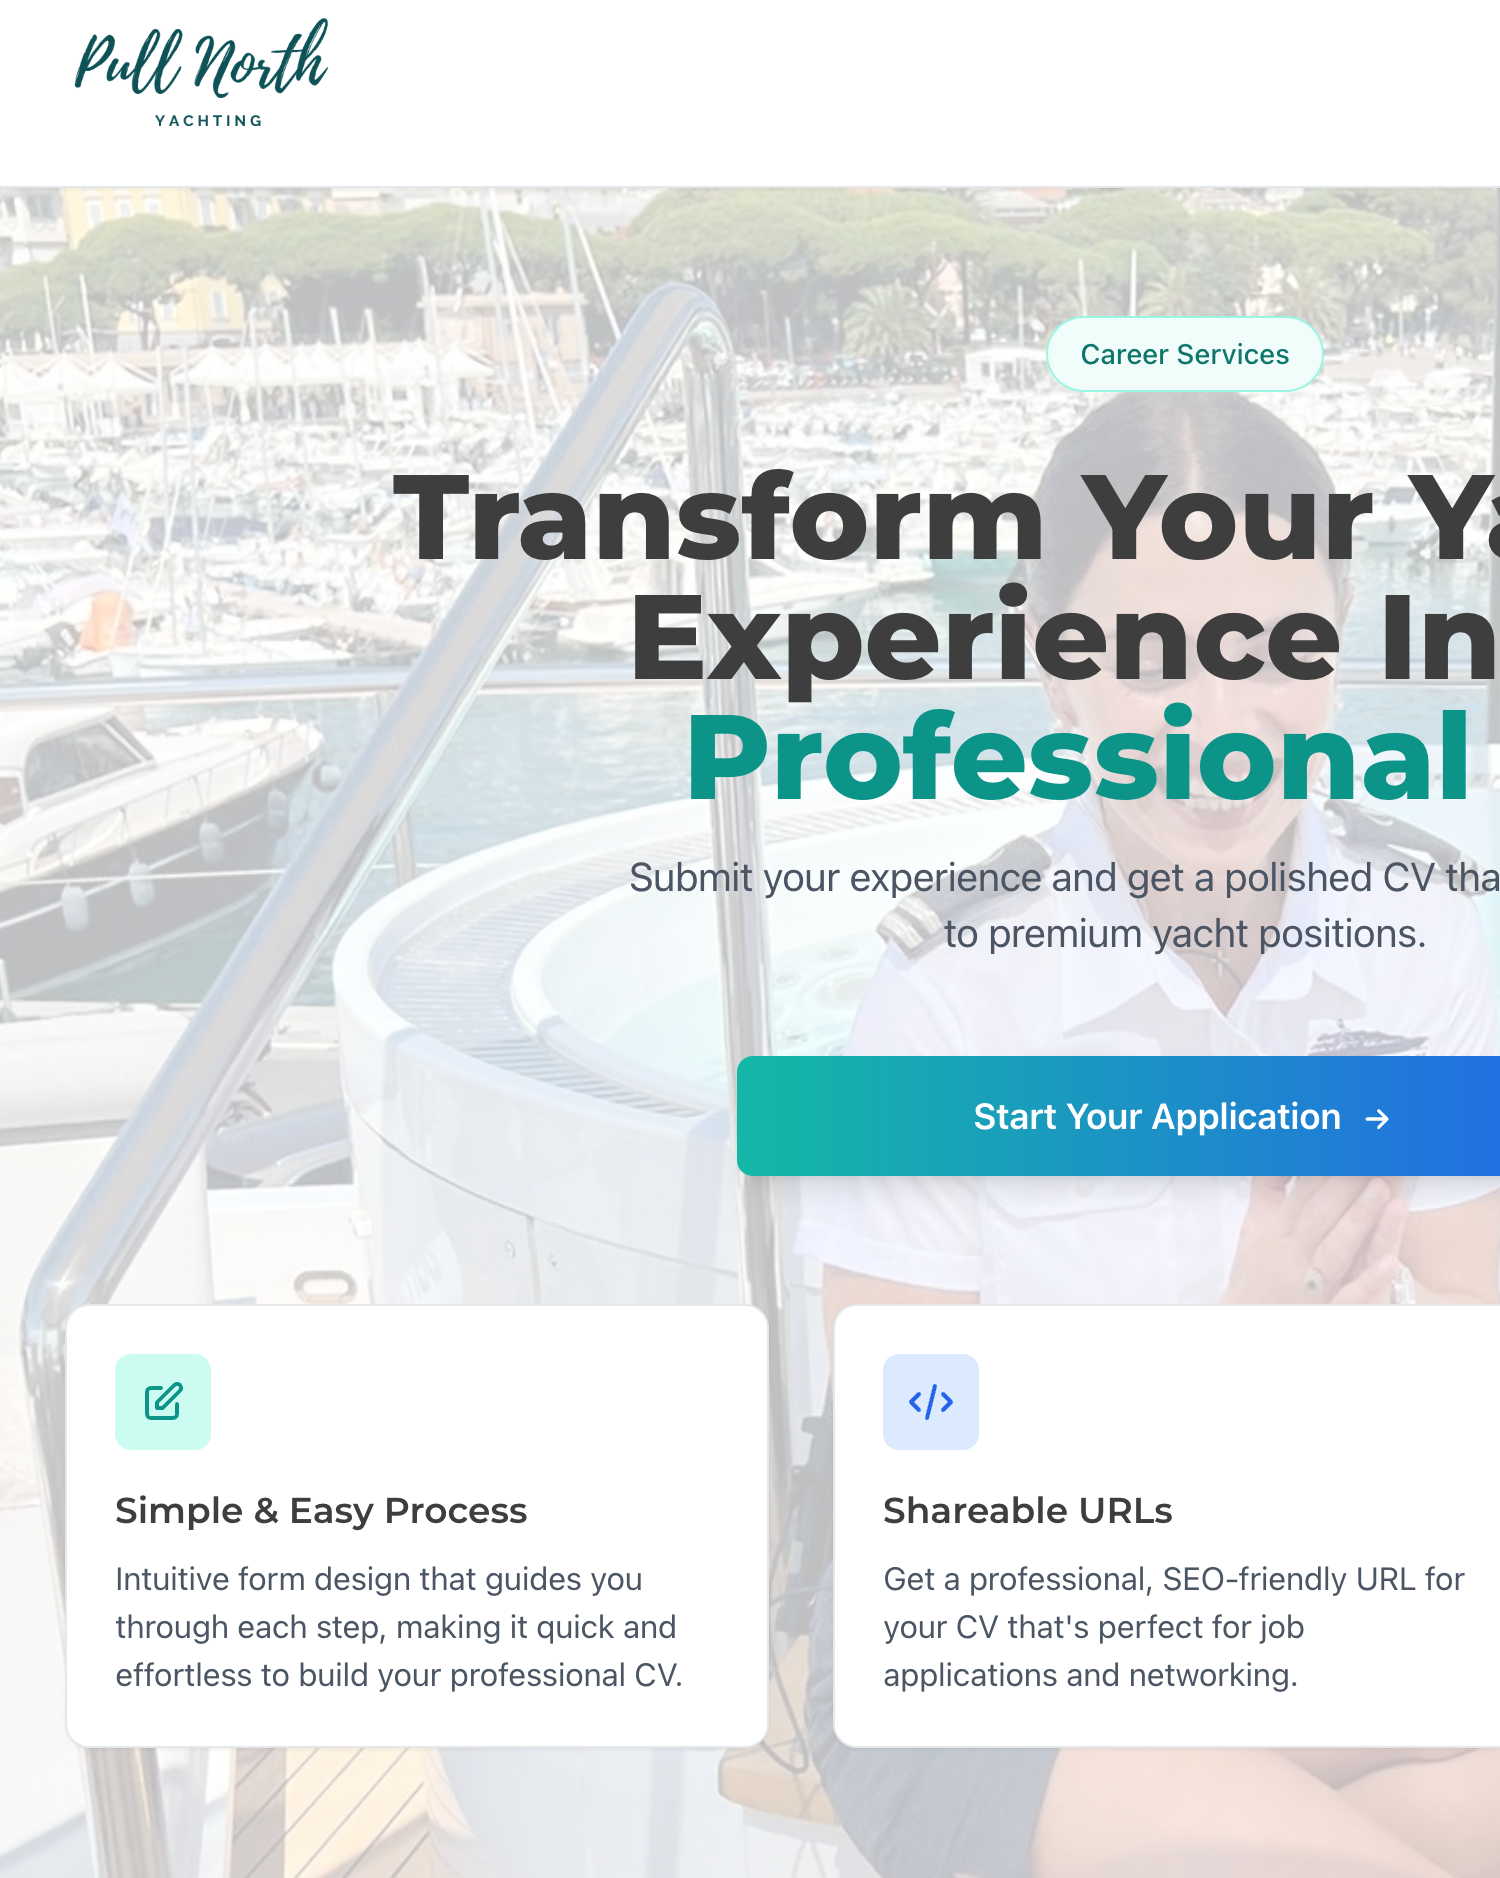 Pull North
YACHTING
Career Services
Transform Your Ya
Experience In
Professional
Submit your experience and get a polished CV tha
to premium yacht positions.
Start Your Application →
Simple & Easy Process
Intuitive form design that guides you
through each step, making it quick and
effortless to build your professional CV.
Shareable URLs
Get a professional, SEO-friendly URL for
your CV that's perfect for job
applications and networking.